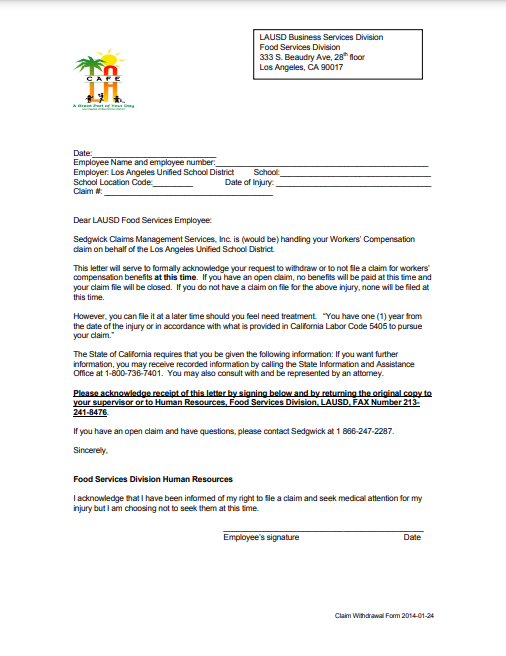 LAUSD Business Services Division
Food Services Division
333 S. Beaudry Ave, 28th floor
Los Angeles, CA 90017
CAFE
LA
A Great Part of Your Day
Date:
Employee Name and employee number:
Employer: Los Angeles Unified School District School:
School Location Code: Date of Injury:
Claim #:
Dear LAUSD Food Services Employee:
Sedgwick Claims Management Services, Inc. is (would be) handling your Workers' Compensation
claim on behalf of the Los Angeles Unified School District.
This letter will serve to formally acknowledge your request to withdraw or to not file a claim for workers'
compensation benefits at this time. If you have an open claim, no benefits will be paid at this time and
your claim file will be closed. If you do not have a claim on file for the above injury, none will be filed at
this time.
However, you can file it at a later time should you feel need treatment. "You have one (1) year from
the date of the injury or in accordance with what is provided in California Labor Code 5405 to pursue
your claim."
The State of California requires that you be given the following information: If you want further
information, you may receive recorded information by calling the State Information and Assistance
Office at 1-800-736-7401. You may also consult with and be represented by an attorney.
Please acknowledge receipt of this letter by signing below and by returning the original copy to
your supervisor or to Human Resources, Food Services Division, LAUSD, FAX Number 213-
241-8476.
If you have an open claim and have questions, please contact Sedgwick at 1 866-247-2287.
Sincerely,
Food Services Division Human Resources
I acknowledge that I have been informed of my right to file a claim and seek medical attention for my
injury but I am choosing not to seek them at this time.
Employee's signature Date
Claim Withdrawal Form 2014-01-24